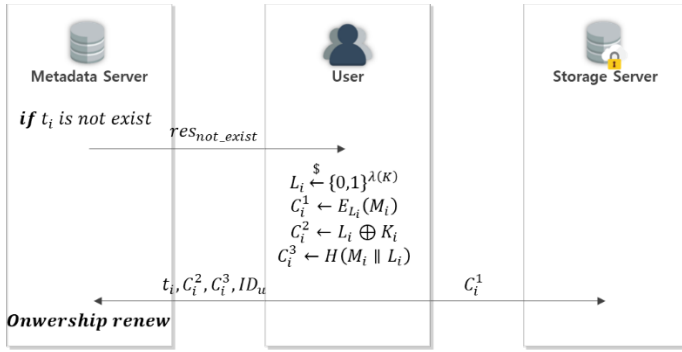 Metadata Server
User
Storage Server
if tᵢ is not exist
res_not_exist
Lᵢ ←$ {0,1}^λ(K)
Cᵢ¹ ← E_Lᵢ(Mᵢ)
Cᵢ² ← Lᵢ ⊕ Kᵢ
Cᵢ³ ← H(Mᵢ ∥ Lᵢ)
tᵢ, Cᵢ², Cᵢ³, ID_u
Cᵢ¹
Onwership renew